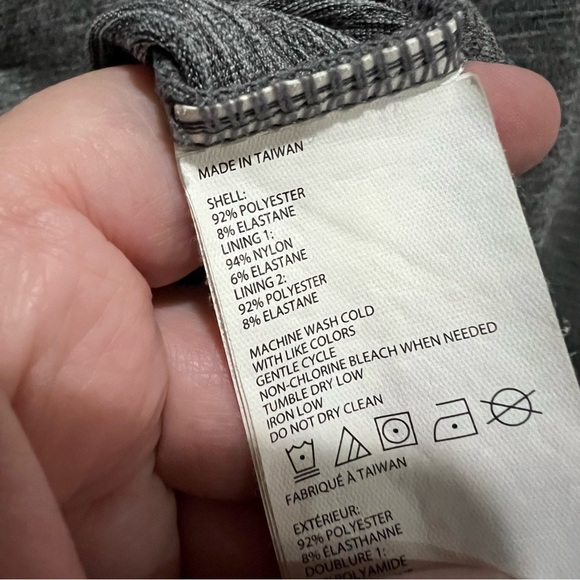 MADE IN TAIWAN
SHELL:
92% POLYESTER
8% ELASTANE
LINING 1:
94% NYLON
6% ELASTANE
LINING 2:
92% POLYESTER
8% ELASTANE
MACHINE WASH COLD
WITH LIKE COLORS
GENTLE CYCLE
NON-CHLORINE BLEACH WHEN NEEDED
TUMBLE DRY LOW
IRON LOW
DO NOT DRY CLEAN
FABRIQUÉ À TAIWAN
EXTÉRIEUR:
92% POLYESTER
8% ÉLASTHANNE
DOUBLURE 1:
POLYAMIDE